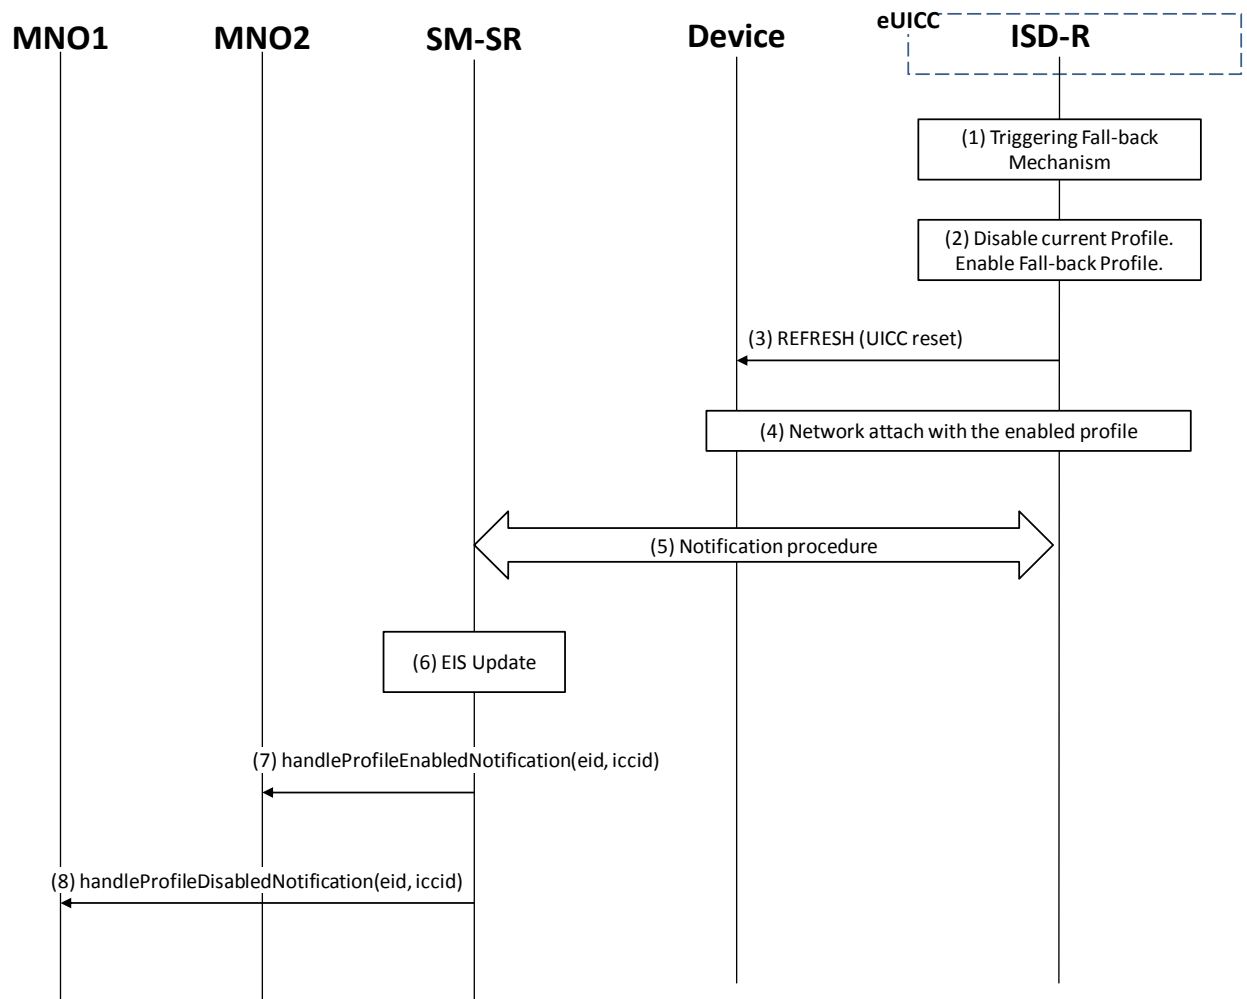 MNO1
MNO2
SM-SR
Device
eUICC
ISD-R
(1) Triggering Fall-back
Mechanism
(2) Disable current Profile.
Enable Fall-back Profile.
(3) REFRESH (UICC reset)
(4) Network attach with the enabled profile
(5) Notification procedure
(6) EIS Update
(7) handleProfileEnabledNotification(eid, iccid)
(8) handleProfileDisabledNotification(eid, iccid)